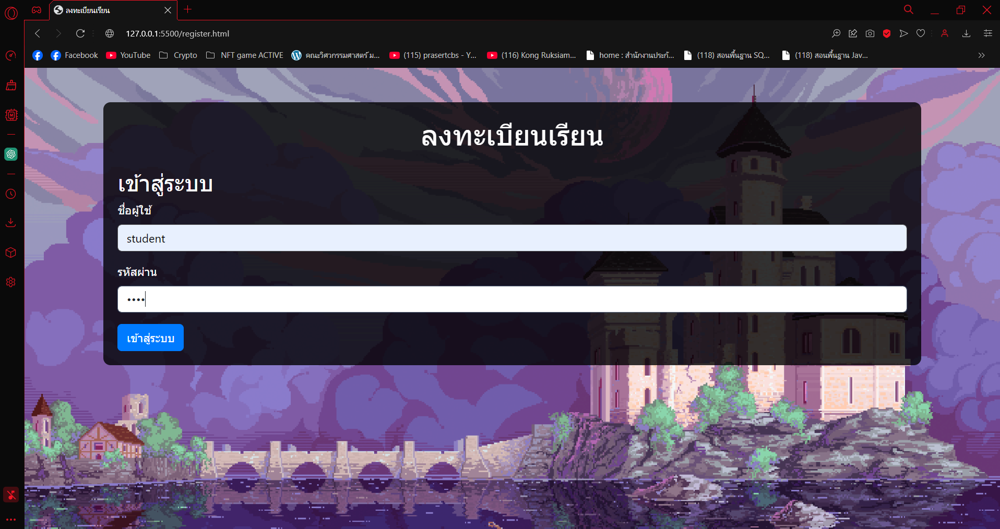 ลงทะเบียนเรียน
127.0.0.1:5500/register.html
Facebook YouTube Crypto NFT game ACTIVE คณะวิศวกรรมศาสตร์ ม... (115) prasertcbs - Y... (116) Kong Ruksiam... home : สำนักงานประกั... (118) สอนพื้นฐาน SQ... (118) สอนพื้นฐาน Jav...
ลงทะเบียนเรียน
เข้าสู่ระบบ
ชื่อผู้ใช้
student
รหัสผ่าน
••••
เข้าสู่ระบบ